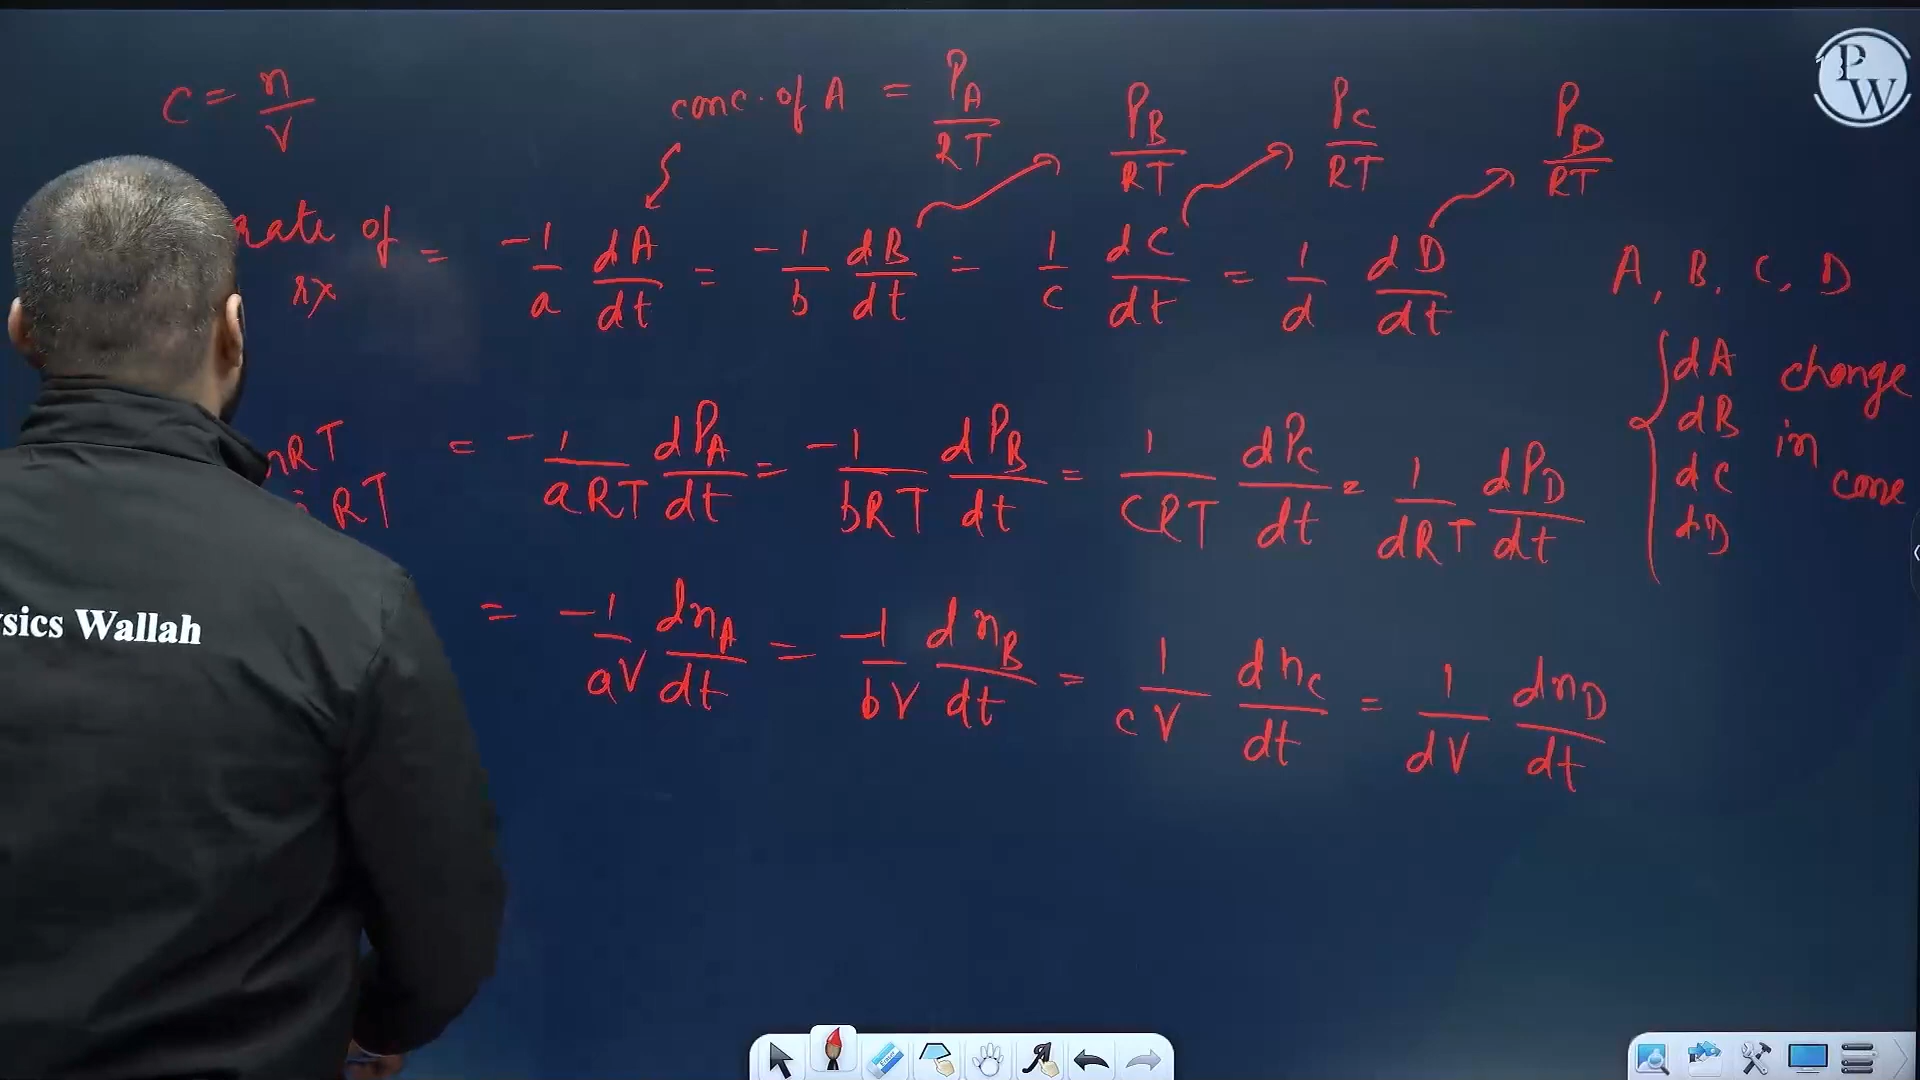 C = n/V
conc. of A = P_A/RT   P_B/RT   P_C/RT   P_D/RT
rate of rx = -1/a dA/dt = -1/b dB/dt = 1/c dC/dt = 1/d dD/dt
A, B, C, D
{ dA dB dC dD change in conc
nRT
RT
= -1/aRT dP_A/dt = -1/bRT dP_B/dt = 1/CRT dP_C/dt = 1/dRT dP_D/dt
= -1/aV dn_A/dt = -1/bV dn_B/dt = 1/cV dn_C/dt = 1/dV dn_D/dt
sics Wallah
PW